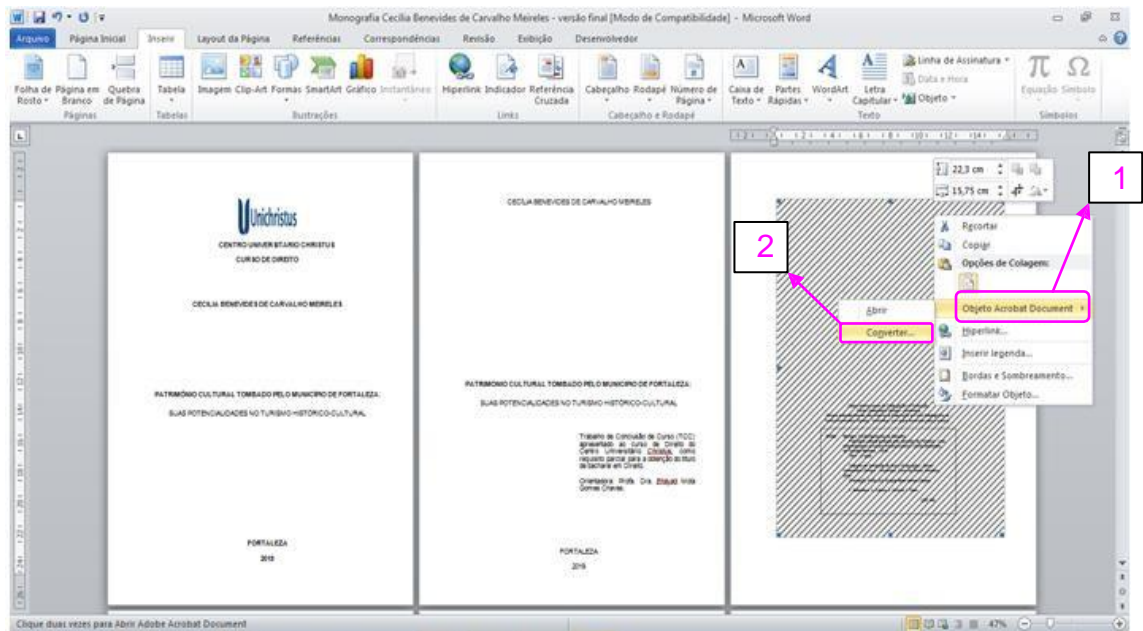 Monografia Cecilia Benevides de Carvalho Meireles - versão final [Modo de Compatibilidade] - Microsoft Word
Arquivo Página Inicial Inserir Layout da Página Referências Correspondências Revisão Exibição Desenvolvedor
Folha de Rosto Página em Branco Quebra de Página Tabela Imagem Clip-Art Formas SmartArt Gráfico Instantâneo Hiperlink Indicador Referência Cruzada Cabeçalho Rodapé Número de Página Caixa de Texto Partes Rápidas WordArt Letra Capitular Linha de Assinatura Data e Hora Objeto Equação Símbolo
Páginas Tabelas Ilustrações Links Cabeçalho e Rodapé Texto Símbolos
Unichristus
CENTRO UNIVERSITARIO CHRISTUS
CURSO DE DIREITO
CECILIA BENEVIDES DE CARVALHO MEIRELES
PATRIMÔNIO CULTURAL TOMBADO PELO MUNICIPIO DE FORTALEZA:
SUAS POTENCIALIDADES NO TURISMO HISTÓRICO-CULTURAL
FORTALEZA
CECILIA BENEVIDES DE CARVALHO MEIRELES
PATRIMONIO CULTURAL TOMBADO PELO MUNICIPIO DE FORTALEZA:
SUAS POTENCIALIDADES NO TURISMO HISTÓRICO-CULTURAL
Trabalho de Conclusão de Curso (TCC)
apresentado ao curso de Direito do
Centro Universitário Christus, como
requisito parcial para a obtenção do título
de bacharel em Direito.
Orientadora: Profa. Dra.
Gomes Chaves.
FORTALEZA
22,3 cm
15,75 cm
1
2
Recortar
Copiar
Opções de Colagem:
Objeto Acrobat Document
Abrir
Converter...
Hiperlink...
Inserir legenda...
Bordas e Sombreamento...
Formatar Objeto...
Clique duas vezes para Abrir Adobe Acrobat Document 47%